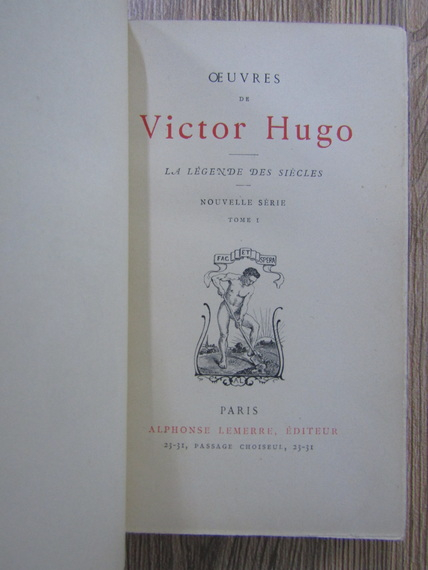 ŒUVRES
DE
Victor Hugo
LA LÉGENDE DES SIÈCLES
NOUVELLE SÉRIE
TOME I
FAC ET SPERA
AL
PARIS
ALPHONSE LEMERRE, ÉDITEUR
23-31, PASSAGE CHOISEUL, 23-31